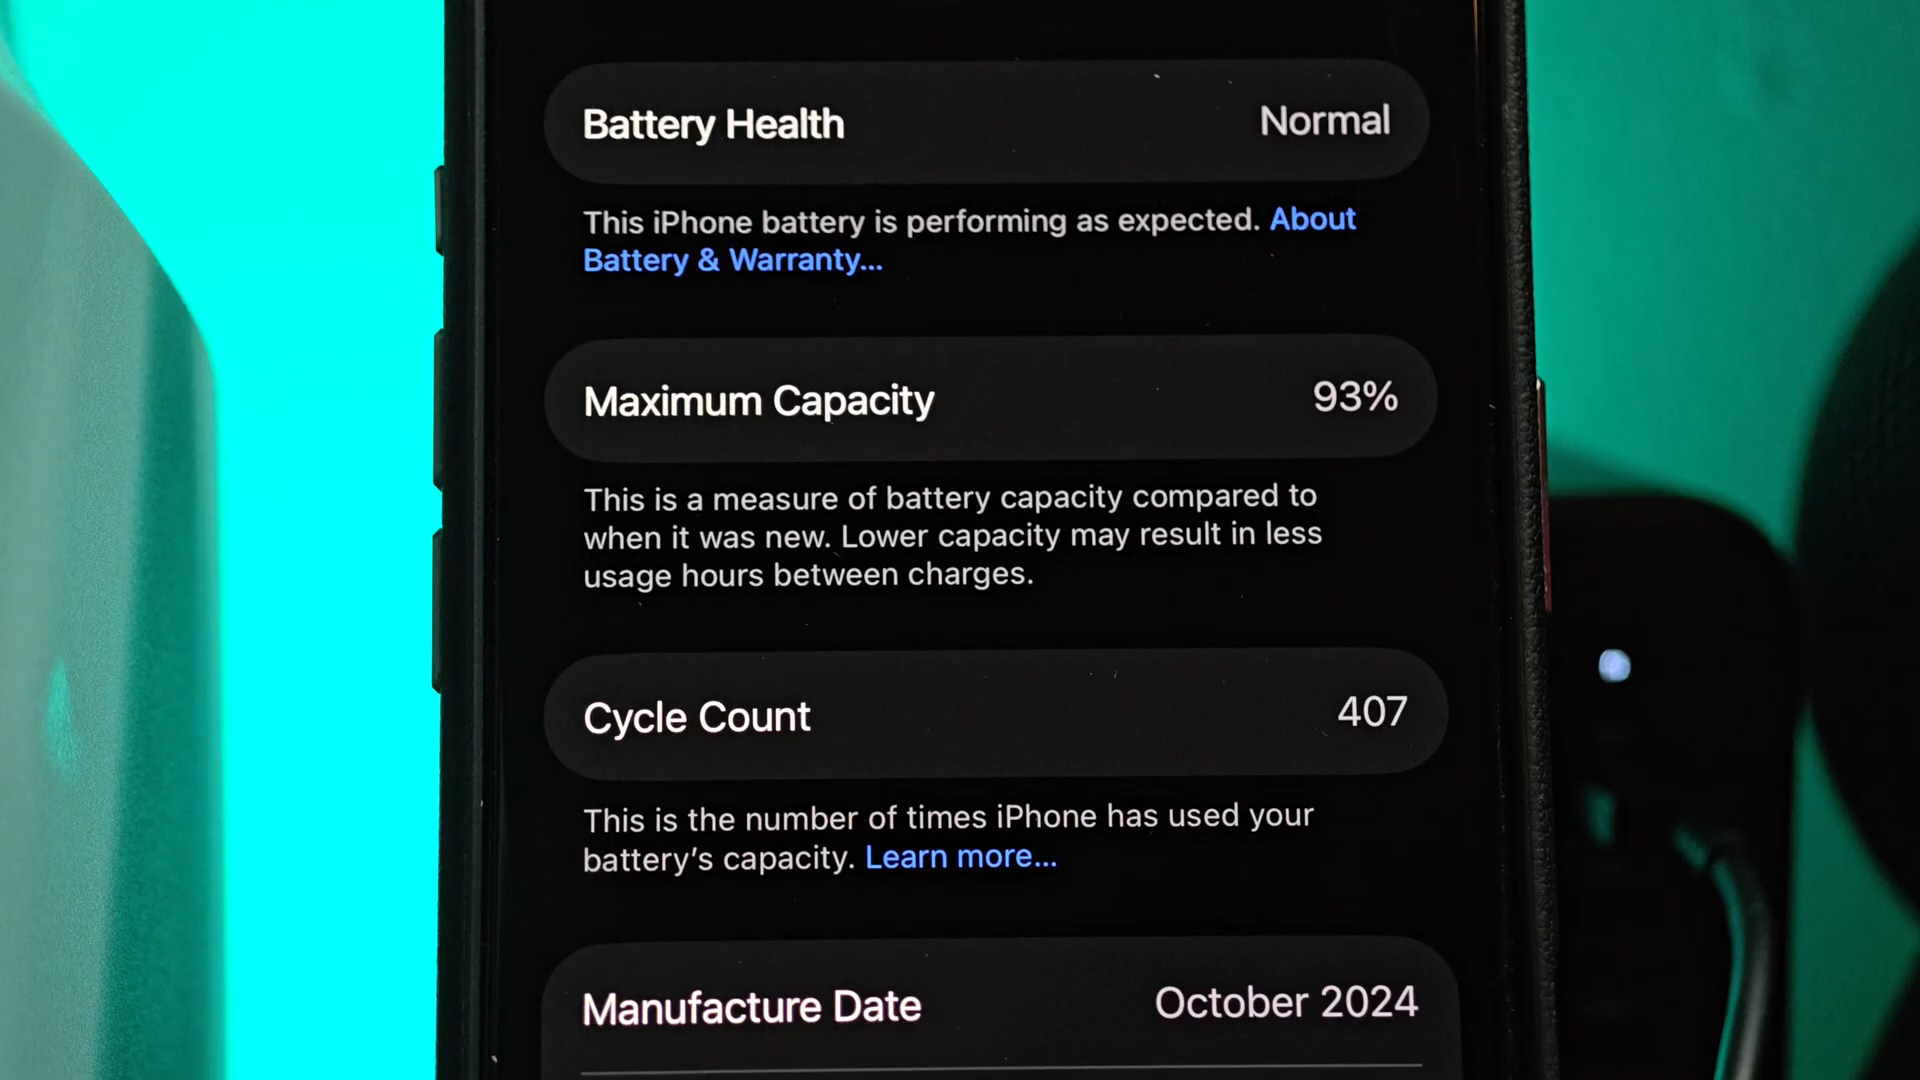 Battery Health Normal
This iPhone battery is performing as expected. About
Battery & Warranty...
Maximum Capacity 93%
This is a measure of battery capacity compared to
when it was new. Lower capacity may result in less
usage hours between charges.
Cycle Count 407
This is the number of times iPhone has used your
battery’s capacity. Learn more...
Manufacture Date October 2024